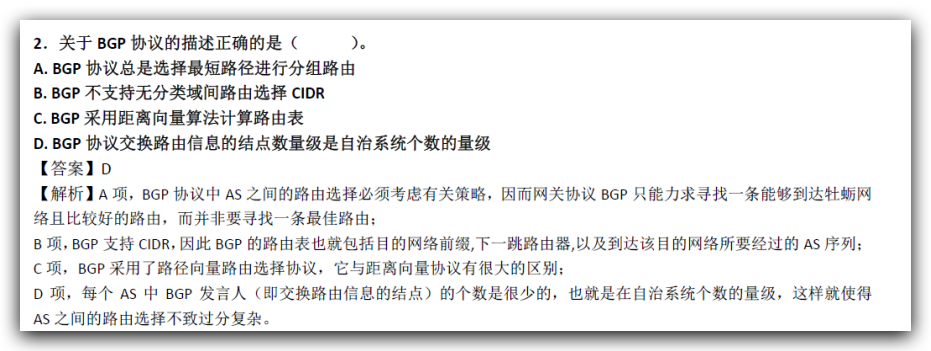 2. 关于 BGP 协议的描述正确的是（　　）。
A. BGP 协议总是选择最短路径进行分组路由
B. BGP 不支持无分类域间路由选择 CIDR
C. BGP 采用距离向量算法计算路由表
D. BGP 协议交换路由信息的结点数量级是自治系统个数的量级
【答案】D
【解析】A 项，BGP 协议中 AS 之间的路由选择必须考虑有关策略，因而网关协议 BGP 只能力求寻找一条能够到达牡蛎网
络且比较好的路由，而并非要寻找一条最佳路由；
B 项，BGP 支持 CIDR，因此 BGP 的路由表也就包括目的网络前缀,下一跳路由器,以及到达该目的网络所要经过的 AS 序列；
C 项，BGP 采用了路径向量路由选择协议，它与距离向量协议有很大的区别；
D 项，每个 AS 中 BGP 发言人（即交换路由信息的结点）的个数是很少的，也就是在自治系统个数的量级，这样就使得
AS 之间的路由选择不致过分复杂。